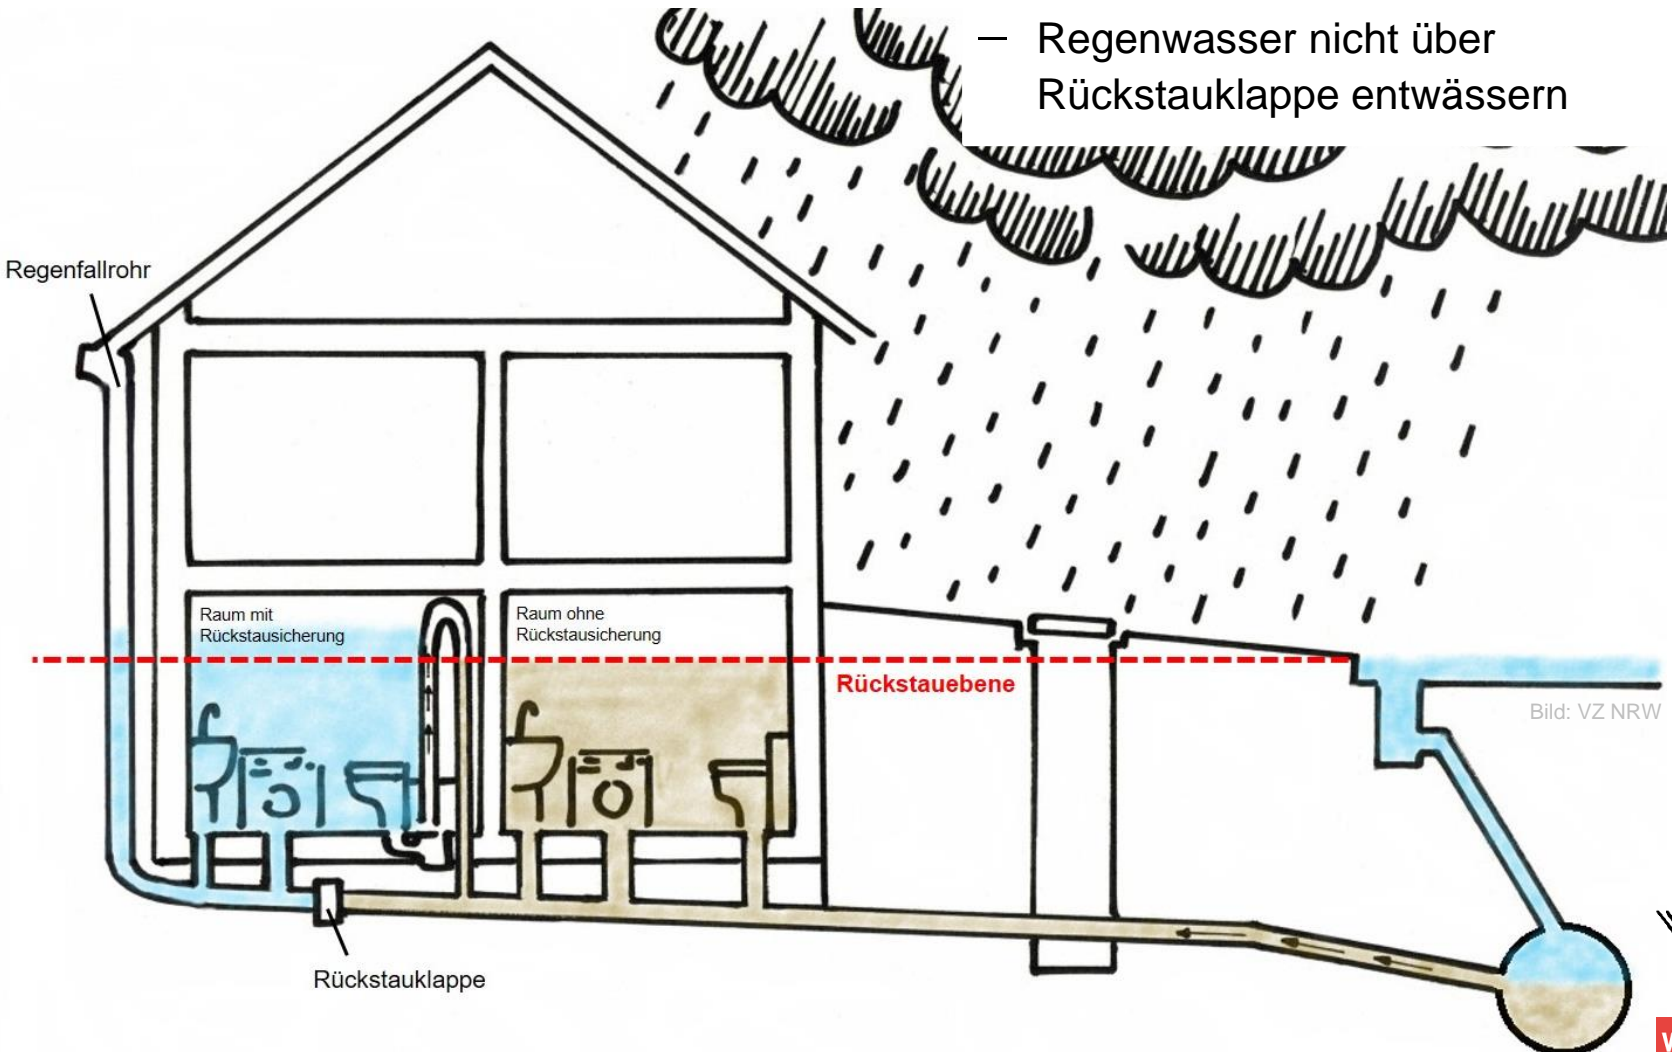 – Regenwasser nicht über
Rückstauklappe entwässern
Regenfallrohr
Raum mit
Rückstausicherung
Raum ohne
Rückstausicherung
Rückstauebene
Bild: VZ NRW
Rückstauklappe